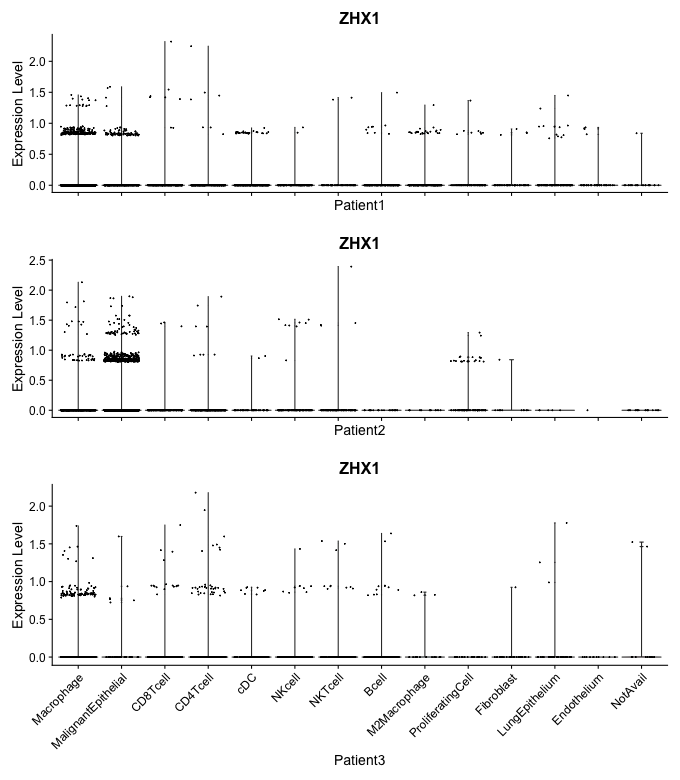 ZHX1
Expression Level
2.0
1.5
1.0
0.5
0.0
Patient1
ZHX1
Expression Level
2.5
2.0
1.5
1.0
0.5
0.0
Patient2
ZHX1
Expression Level
2.0
1.5
1.0
0.5
0.0
Macrophage MalignantEpithelial CD8Tcell CD4Tcell cDC NKcell NKTcell Bcell M2Macrophage ProliferatingCell Fibroblast LungEpithelium Endothelium NotAvail
Patient3